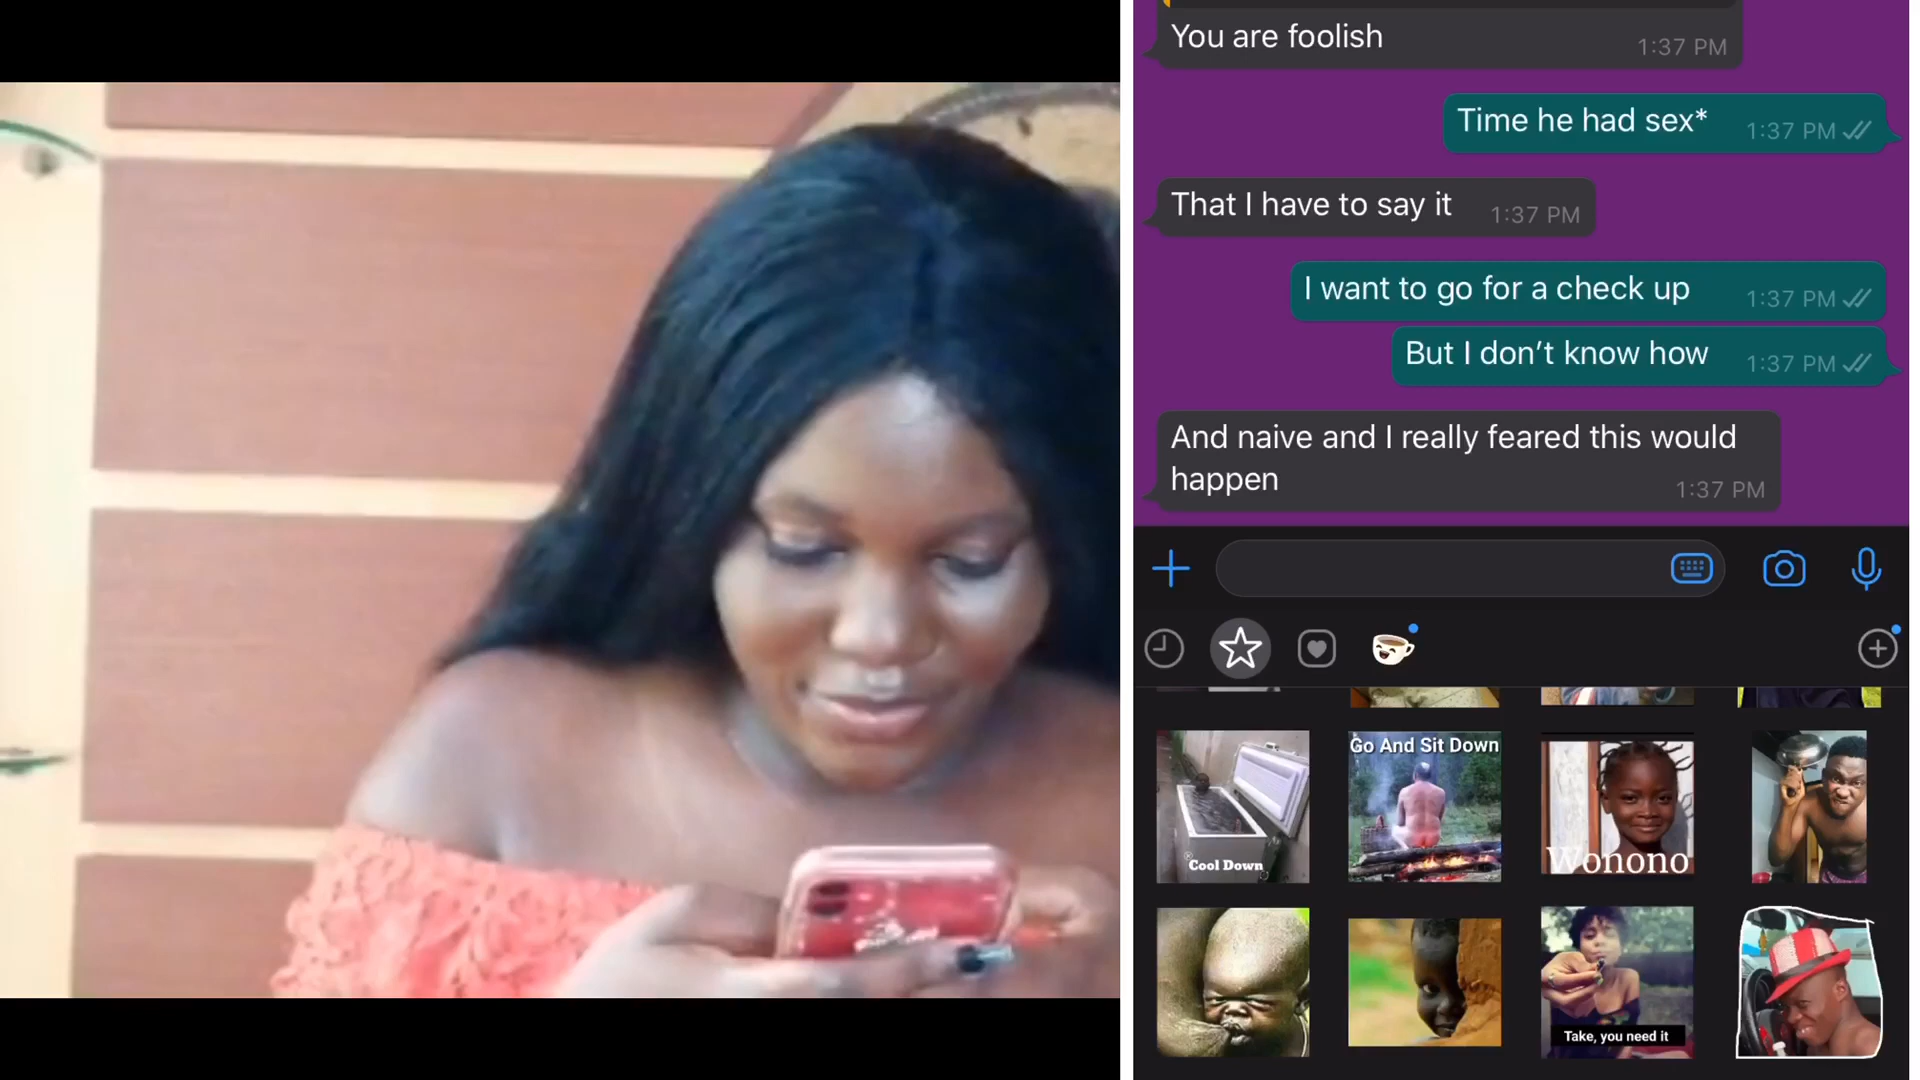 You are foolish
1:37 PM
Time he had sex*
1:37 PM
That I have to say it
1:37 PM
I want to go for a check up
1:37 PM
But I don’t know how
1:37 PM
And naive and I really feared this would
happen
1:37 PM
Go And Sit Down
Cool Down
Wonono
Take, you need it